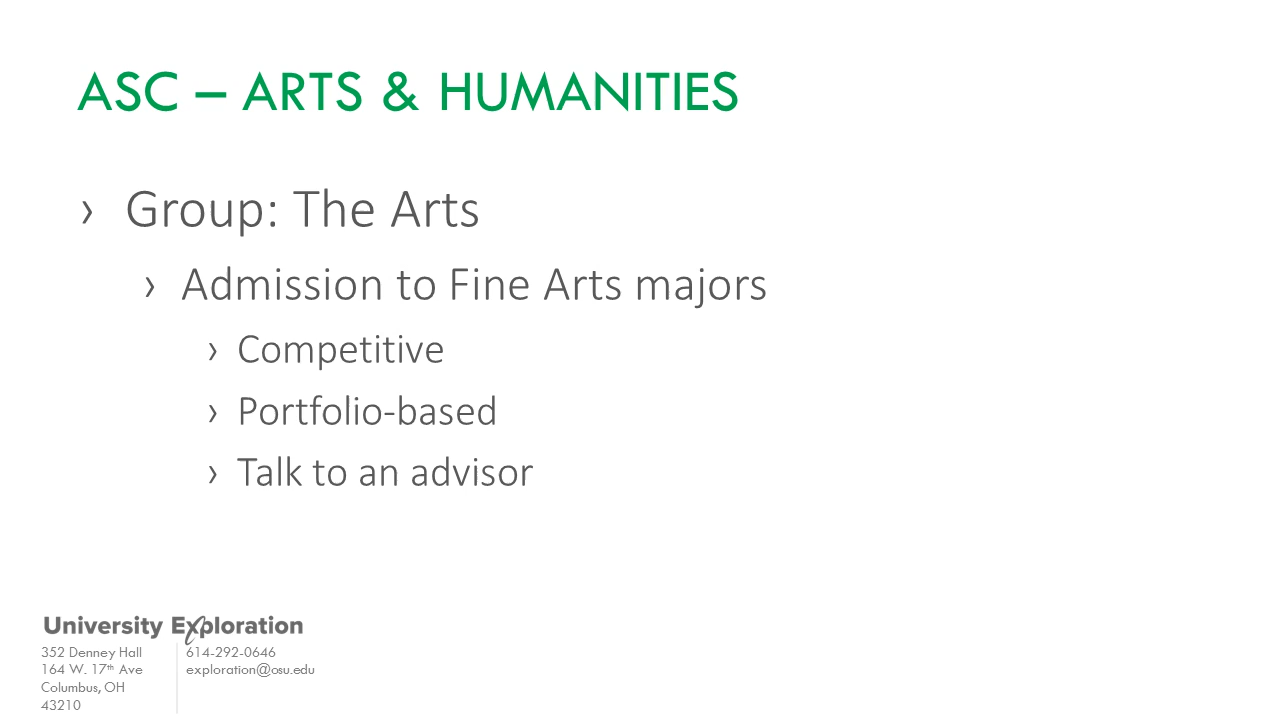 ASC – ARTS & HUMANITIES
› Group: The Arts
› Admission to Fine Arts majors
› Competitive
› Portfolio-based
› Talk to an advisor
University Exploration
352 Denney Hall
164 W. 17th Ave
Columbus, OH
43210
614-292-0646
exploration@osu.edu